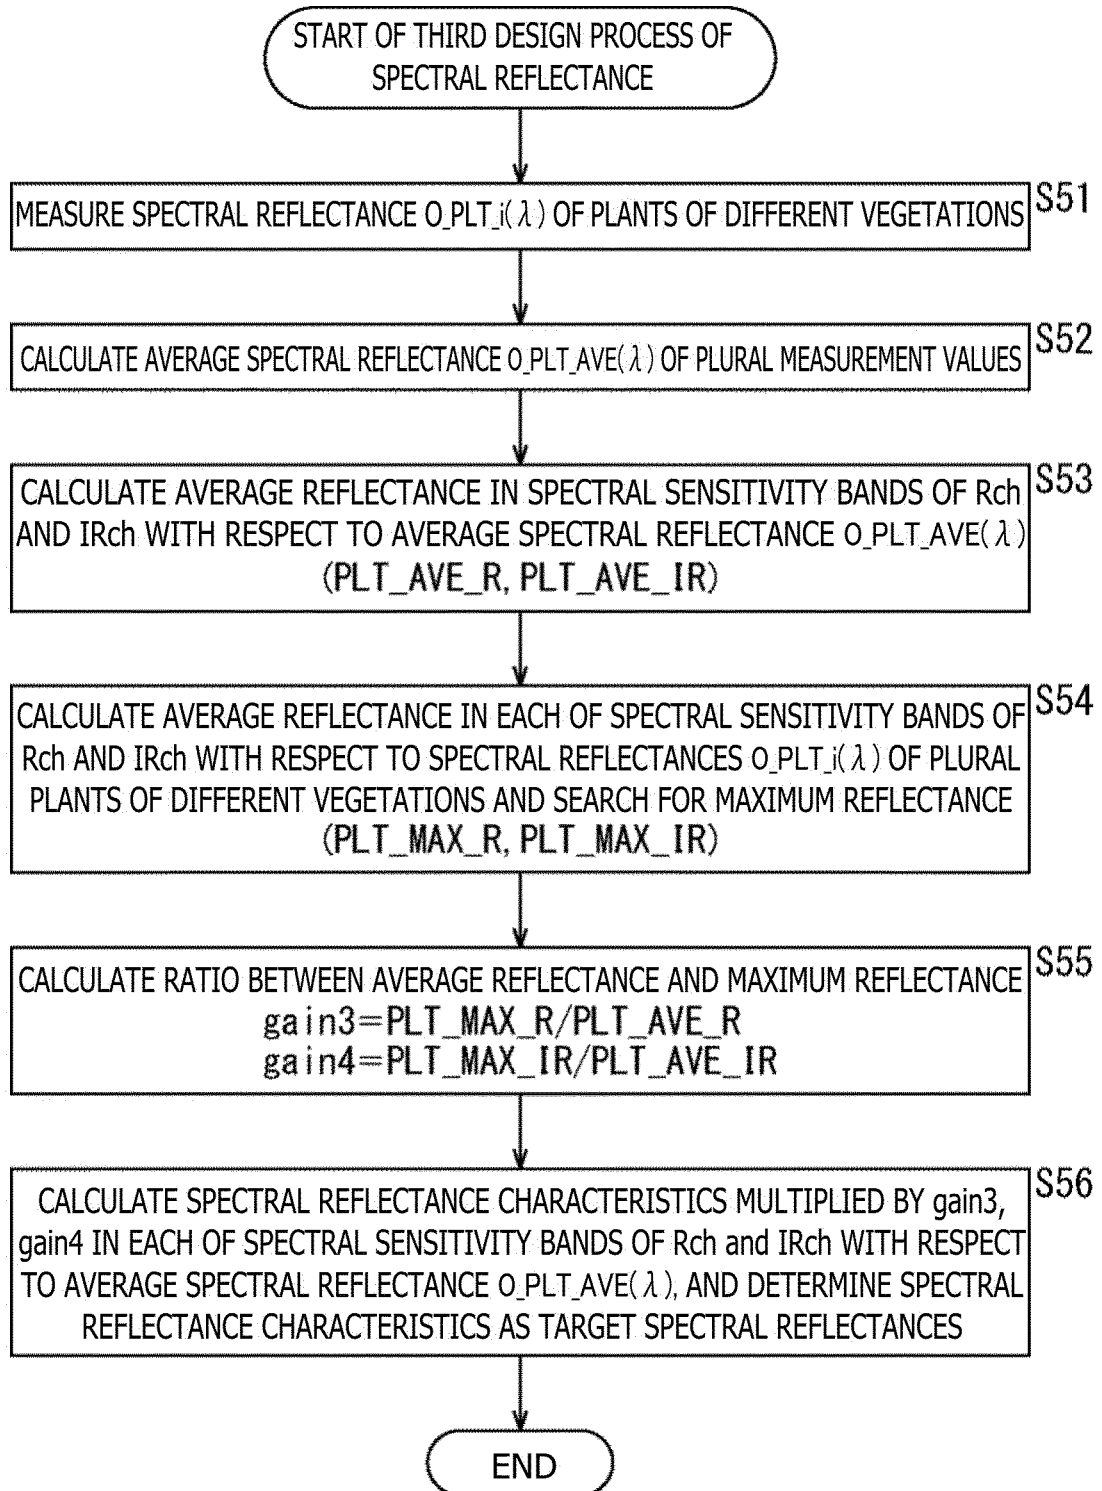 START OF THIRD DESIGN PROCESS OF
SPECTRAL REFLECTANCE
S51
MEASURE SPECTRAL REFLECTANCE O_PLT_i(λ) OF PLANTS OF DIFFERENT VEGETATIONS
S52
CALCULATE AVERAGE SPECTRAL REFLECTANCE O_PLT_AVE(λ) OF PLURAL MEASUREMENT VALUES
S53
CALCULATE AVERAGE REFLECTANCE IN SPECTRAL SENSITIVITY BANDS OF Rch
AND IRch WITH RESPECT TO AVERAGE SPECTRAL REFLECTANCE O_PLT_AVE(λ)
(PLT_AVE_R, PLT_AVE_IR)
S54
CALCULATE AVERAGE REFLECTANCE IN EACH OF SPECTRAL SENSITIVITY BANDS OF
Rch AND IRch WITH RESPECT TO SPECTRAL REFLECTANCES O_PLT_i(λ) OF PLURAL
PLANTS OF DIFFERENT VEGETATIONS AND SEARCH FOR MAXIMUM REFLECTANCE
(PLT_MAX_R, PLT_MAX_IR)
S55
CALCULATE RATIO BETWEEN AVERAGE REFLECTANCE AND MAXIMUM REFLECTANCE
gain3=PLT_MAX_R/PLT_AVE_R
gain4=PLT_MAX_IR/PLT_AVE_IR
S56
CALCULATE SPECTRAL REFLECTANCE CHARACTERISTICS MULTIPLIED BY gain3,
gain4 IN EACH OF SPECTRAL SENSITIVITY BANDS OF Rch and IRch WITH RESPECT
TO AVERAGE SPECTRAL REFLECTANCE O_PLT_AVE(λ), AND DETERMINE SPECTRAL
REFLECTANCE CHARACTERISTICS AS TARGET SPECTRAL REFLECTANCES
END